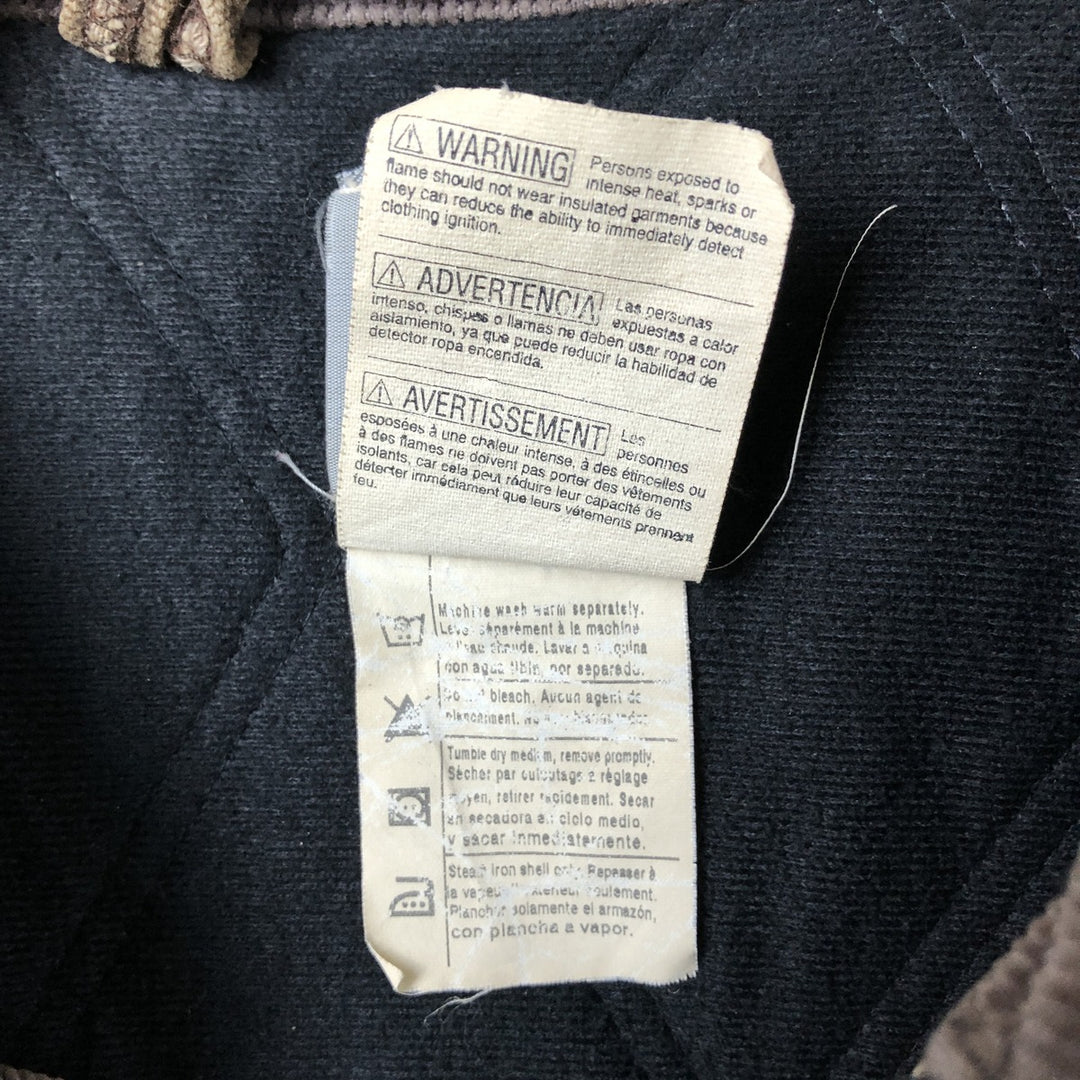 WARNING Persons exposed to
intense heat, sparks or
flame should not wear insulated garments because
they can reduce the ability to immediately detect
clothing ignition.
ADVERTENCIA Las personas
expuestas a calor
intenso, chispas o llamas no deben usar ropa con
aislamiento, ya que puede reducir la habilidad de
detector ropa encendida.
AVERTISSEMENT Les
personnes
esposées à une chaleur intense, à des étincelles ou
à des flames ne doivent pas porter des vêtements
isolants, car cela peut réduire leur capacité de
détecter immédiament que leurs vétements prennent
feu.
Machine wash warm separately.
séparément à la machine
Lavar
con agua tibia, por separado.
bleach. Aucun agent de
Tumble dry medium, remove promptly.
Sécher par réglage
moyen, retirer rapidement. Secar
en secadora en ciclo medio,
y sacar inmediatamente.
Steam iron shell only. Repasser à
la seulement.
Planchar solamente el armazón,
con plancha a vapor.